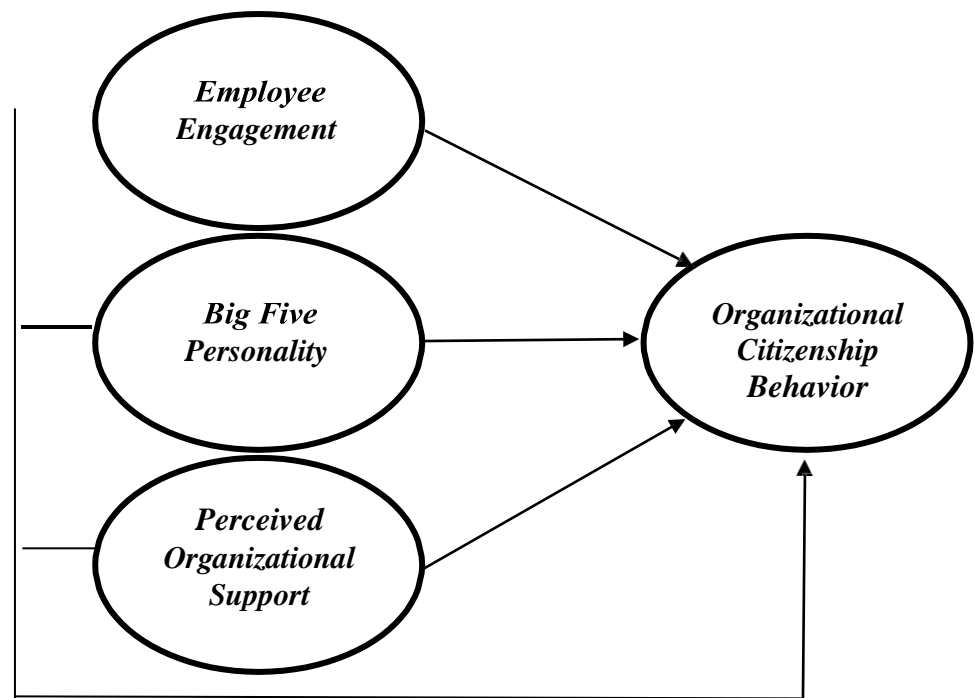 Employee
Engagement
Big Five
Personality
Organizational
Citizenship
Behavior
Perceived
Organizational
Support